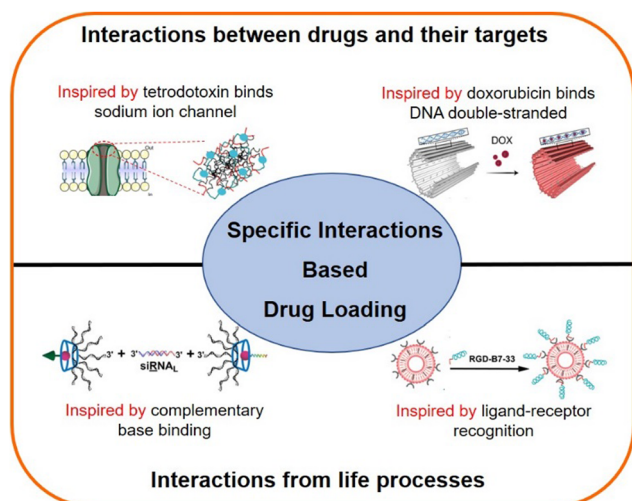 Interactions between drugs and their targets
Inspired by tetrodotoxin binds
sodium ion channel
Inspired by doxorubicin binds
DNA double-stranded
Out
DOX
Specific Interactions
Based
Drug Loading
3' + 3' 3' + 3'
siRNAL
RGD-B7-33
Inspired by complementary
base binding
Inspired by ligand-receptor
recognition
Interactions from life processes